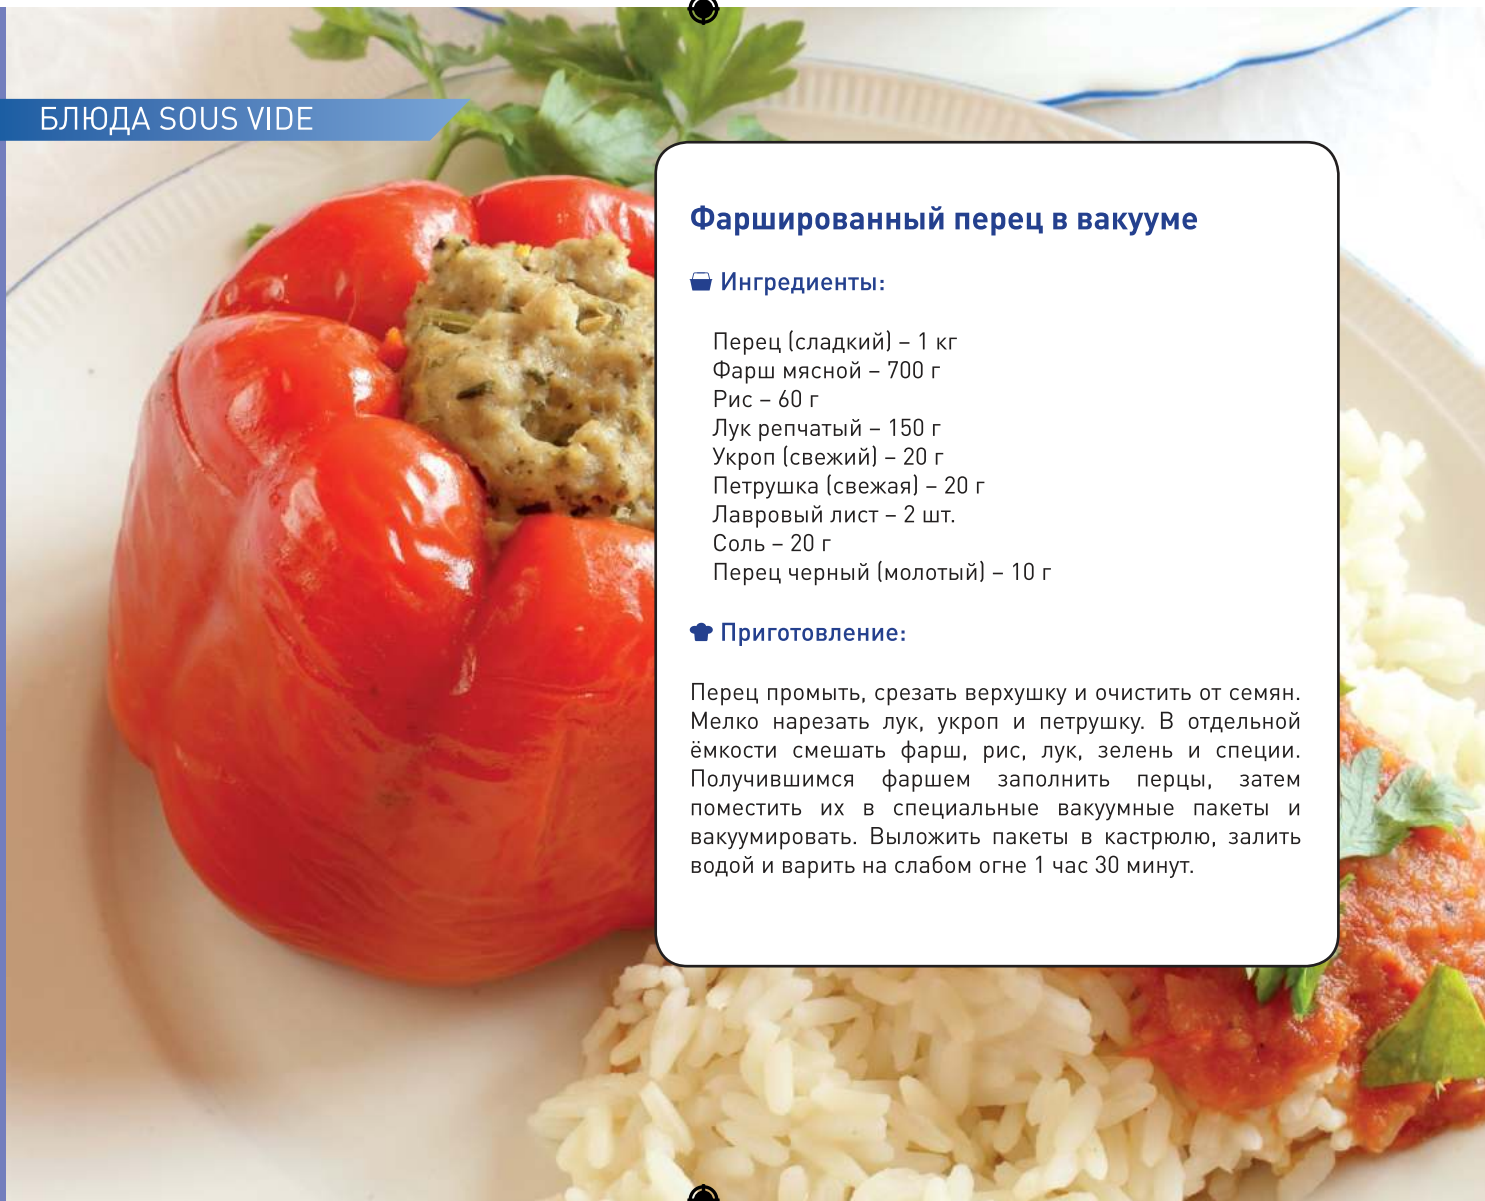 БЛЮДА SOUS VIDE
Фаршированный перец в вакууме
Ингредиенты:
Перец (сладкий) – 1 кг
Фарш мясной – 700 г
Рис – 60 г
Лук репчатый – 150 г
Укроп (свежий) – 20 г
Петрушка (свежая) – 20 г
Лавровый лист – 2 шт.
Соль – 20 г
Перец черный (молотый) – 10 г
Приготовление:
Перец промыть, срезать верхушку и очистить от семян.
Мелко нарезать лук, укроп и петрушку. В отдельной
ёмкости смешать фарш, рис, лук, зелень и специи.
Получившимся фаршем заполнить перцы, затем
поместить их в специальные вакуумные пакеты и
вакуумировать. Выложить пакеты в кастрюлю, залить
водой и варить на слабом огне 1 час 30 минут.